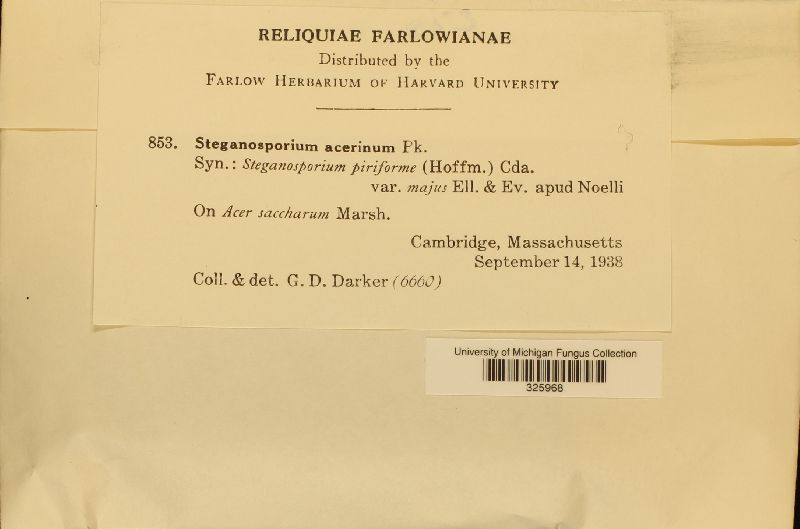 RELIQUIAE FARLOWIANAE
Distributed by the
FARLOW HERBARIUM OF HARVARD UNIVERSITY
853. Steganosporium acerinum Pk.
Syn.: Steganosporium piriforme (Hoffm.) Cda.
var. majus Ell. & Ev. apud Noelli
On Acer saccharum Marsh.
Cambridge, Massachusetts
September 14, 1938
Coll. & det. G. D. Darker (6660)
University of Michigan Fungus Collection
325968